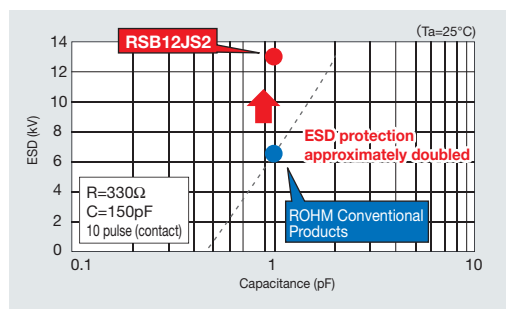 (Ta=25°C)
RSB12JS2
14
12
10
8
6
4
2
0
ESD (kV)
ESD protection
approximately doubled
R=330Ω
C=150pF
10 pulse (contact)
ROHM Conventional
Products
0.1
1
10
Capacitance (pF)